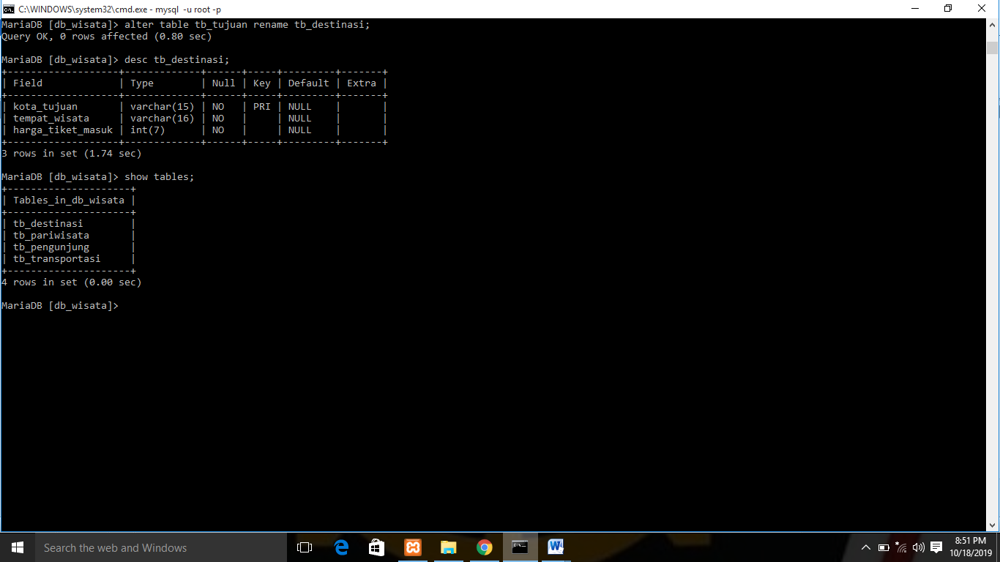 C:\WINDOWS\system32\cmd.exe - mysql  -u root -p
MariaDB [db_wisata]> alter table tb_tujuan rename tb_destinasi;
Query OK, 0 rows affected (0.80 sec)
MariaDB [db_wisata]> desc tb_destinasi;
+-------------------+-------------+------+-----+---------+-------+
| Field             | Type        | Null | Key | Default | Extra |
+-------------------+-------------+------+-----+---------+-------+
| kota_tujuan       | varchar(15) | NO   | PRI | NULL    |       |
| tempat_wisata     | varchar(16) | NO   |     | NULL    |       |
| harga_tiket_masuk | int(7)      | NO   |     | NULL    |       |
+-------------------+-------------+------+-----+---------+-------+
3 rows in set (1.74 sec)
MariaDB [db_wisata]> show tables;
+---------------------+
| Tables_in_db_wisata |
+---------------------+
| tb_destinasi        |
| tb_pariwisata       |
| tb_pengunjung       |
| tb_transportasi     |
+---------------------+
4 rows in set (0.00 sec)
MariaDB [db_wisata]>
Search the web and Windows
8:51 PM
10/18/2019